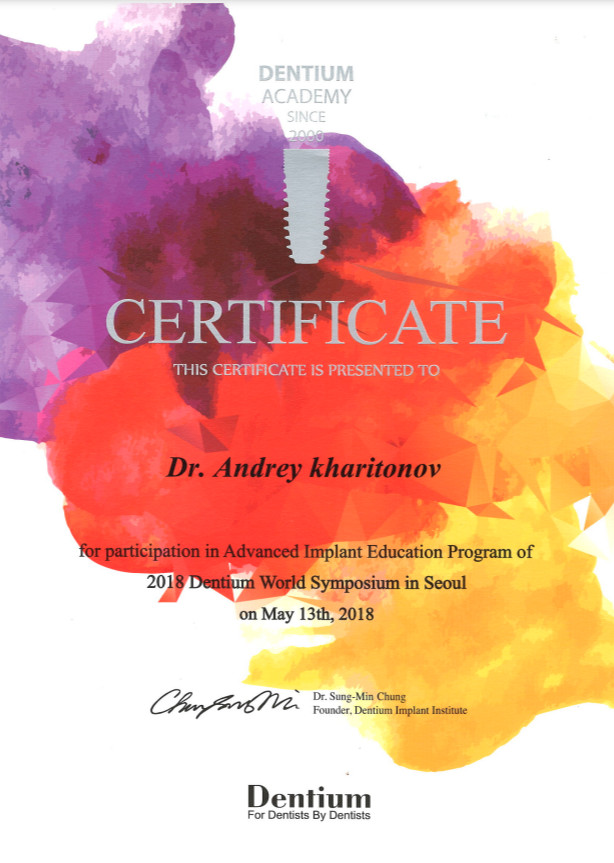 DENTIUM
ACADEMY
SINCE
2000
CERTIFICATE
THIS CERTIFICATE IS PRESENTED TO
Dr. Andrey kharitonov
for participation in Advanced Implant Education Program of
2018 Dentium World Symposium in Seoul
on May 13th, 2018
Dr. Sung-Min Chung
Founder, Dentium Implant Institute
Dentium
For Dentists By Dentists